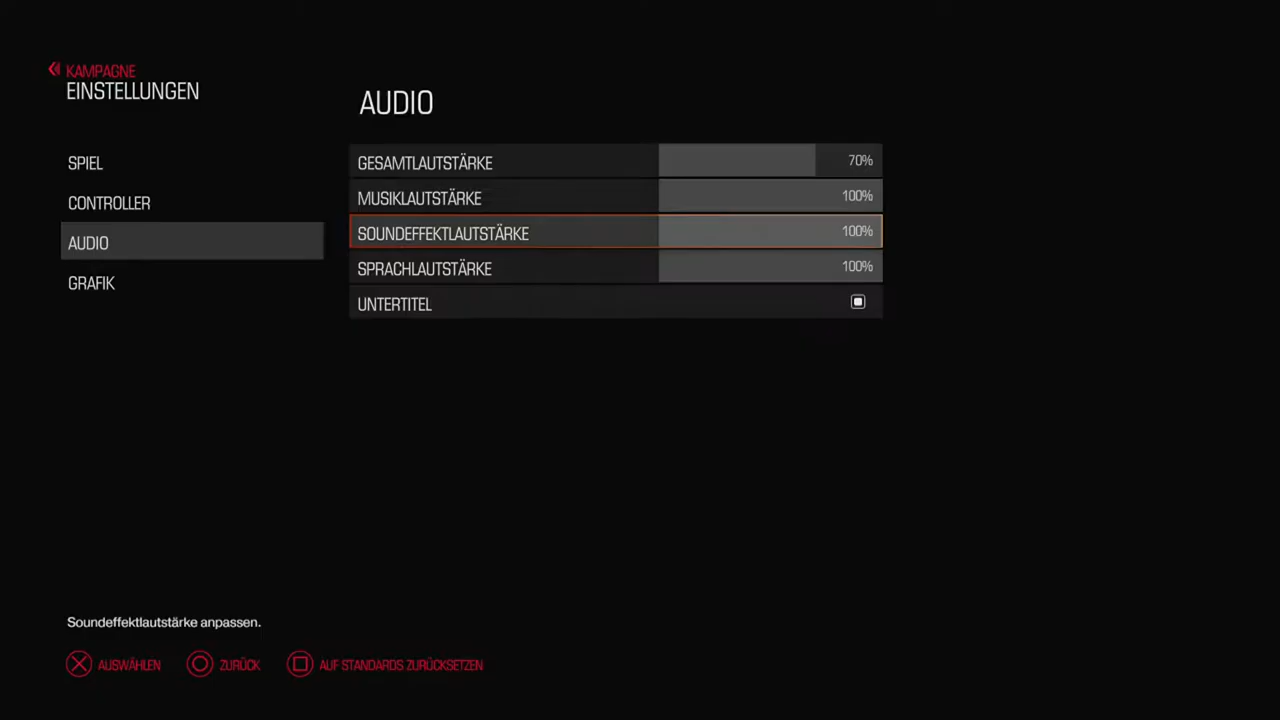 KAMPAGNE
EINSTELLUNGEN
SPIEL
CONTROLLER
AUDIO
GRAFIK
AUDIO
GESAMTLAUTSTÄRKE 70%
MUSIKLAUTSTÄRKE 100%
SOUNDEFFEKTLAUTSTÄRKE 100%
SPRACHLAUTSTÄRKE 100%
UNTERTITEL
Soundeffektlautstärke anpassen.
AUSWÄHLEN ZURÜCK AUF STANDARDS ZURÜCKSETZEN